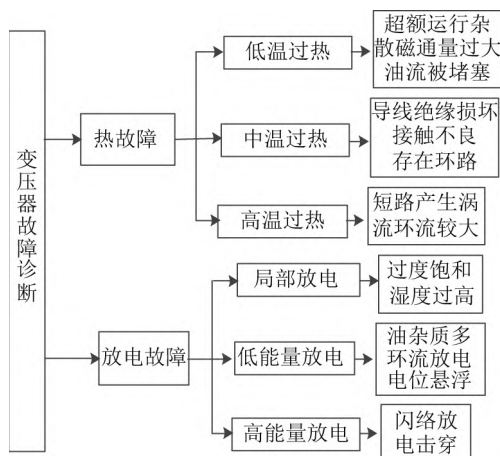 变压器故障诊断
热故障
低温过热
超额运行杂
散磁通量过大
油流被堵塞
中温过热
导线绝缘损坏
接触不良
存在环路
高温过热
短路产生涡
流环流较大
放电故障
局部放电
过度饱和
湿度过高
低能量放电
油杂质多
环流放电
电位悬浮
高能量放电
闪络放
电击穿